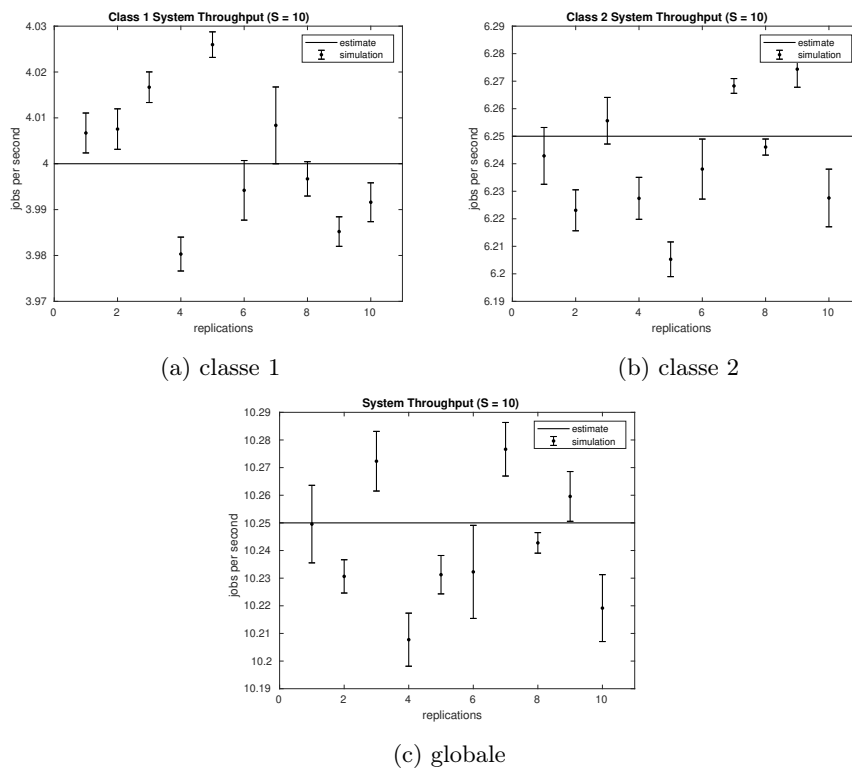 Class 1 System Throughput (S = 10)
4.03
4.02
4.01
4
3.99
3.98
3.97
jobs per second
estimate
simulation
0 2 4 6 8 10
replications
(a) classe 1
Class 2 System Throughput (S = 10)
6.29
6.28
6.27
6.26
6.25
6.24
6.23
6.22
6.21
6.2
6.19
jobs per second
estimate
simulation
0 2 4 6 8 10
replications
(b) classe 2
System Throughput (S = 10)
10.29
10.28
10.27
10.26
10.25
10.24
10.23
10.22
10.21
10.2
10.19
jobs per second
estimate
simulation
0 2 4 6 8 10
replications
(c) globale